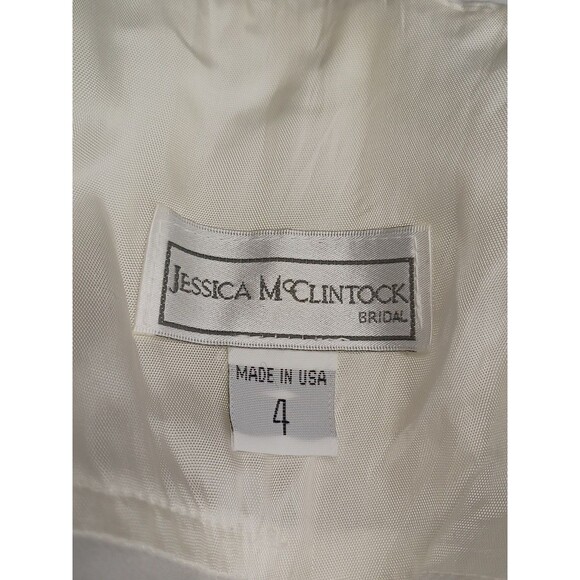 JESSICA McCLINTOCK
BRIDAL
MADE IN USA
4